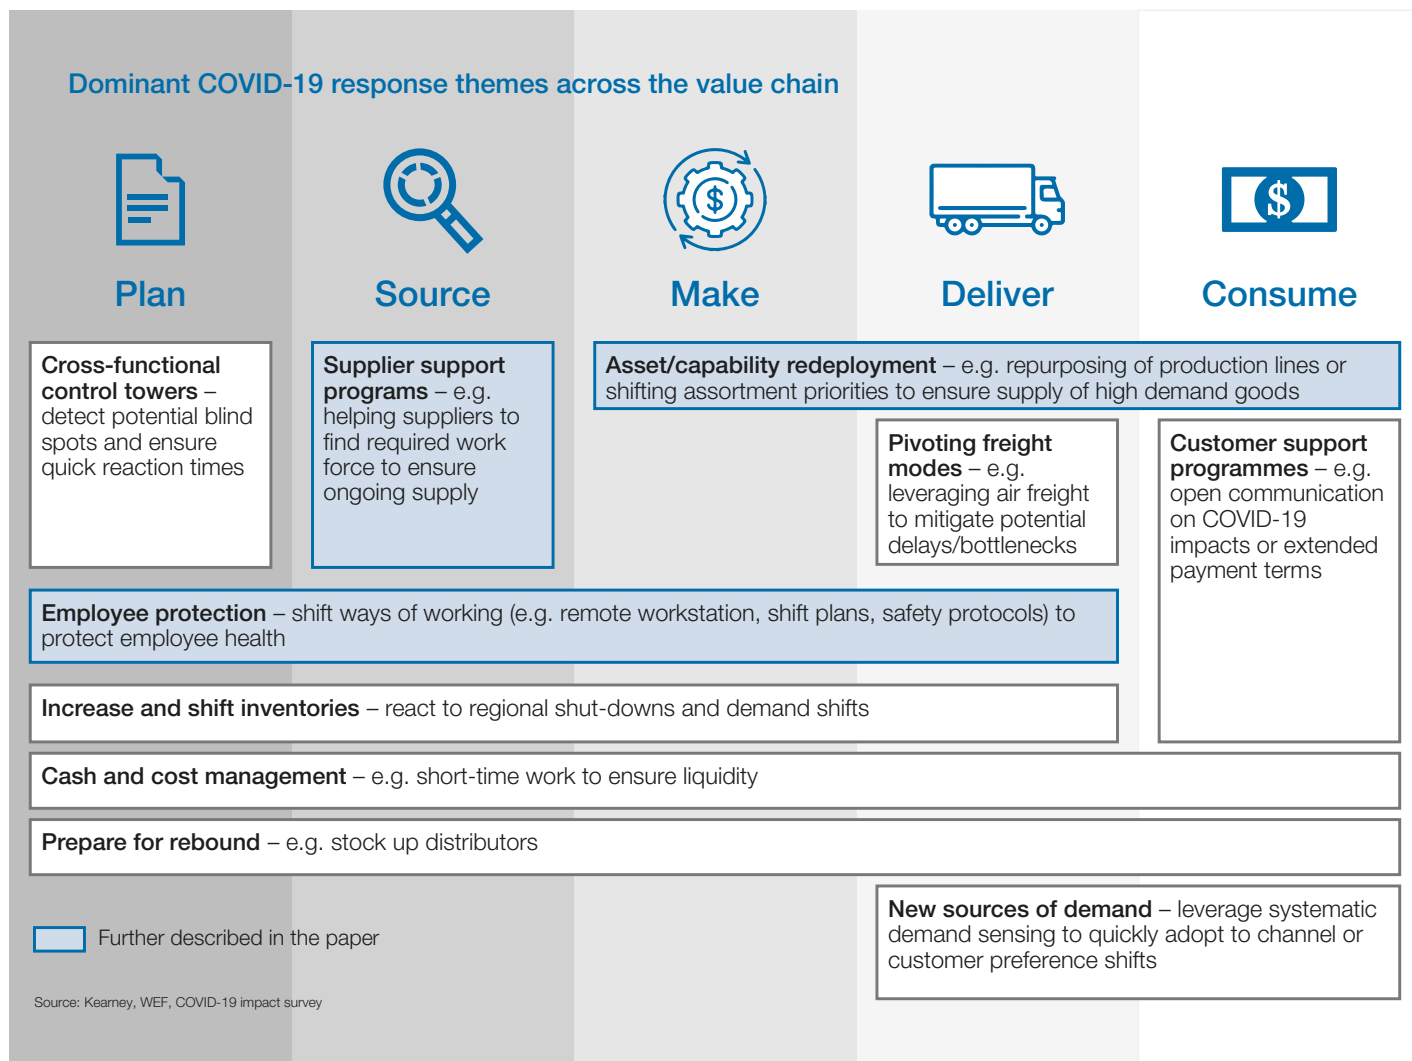 Dominant COVID-19 response themes across the value chain
$
$
Plan
Source
Make
Deliver
Consume
Cross-functional
control towers –
detect potential blind
spots and ensure
quick reaction times
Supplier support
programs – e.g.
helping suppliers to
find required work
force to ensure
ongoing supply
Asset/capability redeployment – e.g. repurposing of production lines or
shifting assortment priorities to ensure supply of high demand goods
Pivoting freight
modes – e.g.
leveraging air freight
to mitigate potential
delays/bottlenecks
Customer support
programmes – e.g.
open communication
on COVID-19
impacts or extended
payment terms
Employee protection – shift ways of working (e.g. remote workstation, shift plans, safety protocols) to
protect employee health
Increase and shift inventories – react to regional shut-downs and demand shifts
Cash and cost management – e.g. short-time work to ensure liquidity
Prepare for rebound – e.g. stock up distributors
New sources of demand – leverage systematic
demand sensing to quickly adopt to channel or
customer preference shifts
Further described in the paper
Source: Kearney, WEF, COVID-19 impact survey